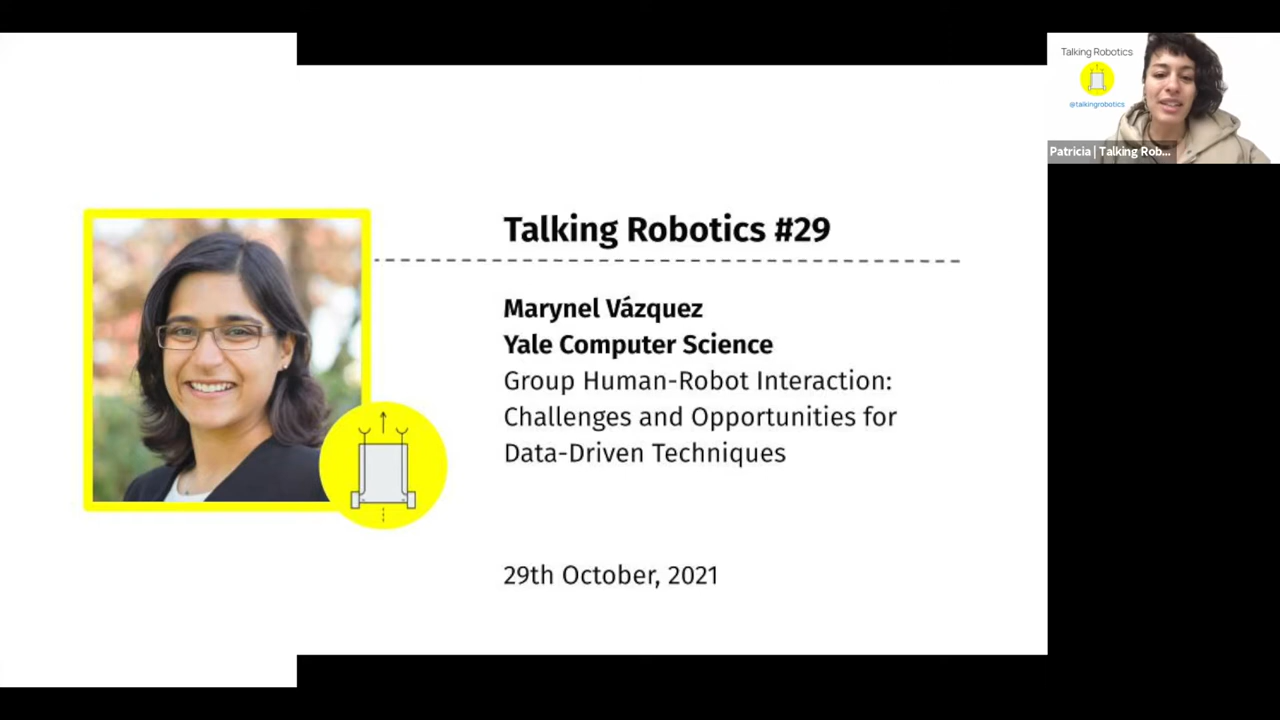 Talking Robotics #29
Marynel Vázquez
Yale Computer Science
Group Human-Robot Interaction:
Challenges and Opportunities for
Data-Driven Techniques
29th October, 2021
Talking Robotics
@talkingrobotics
Patricia | Talking Rob...